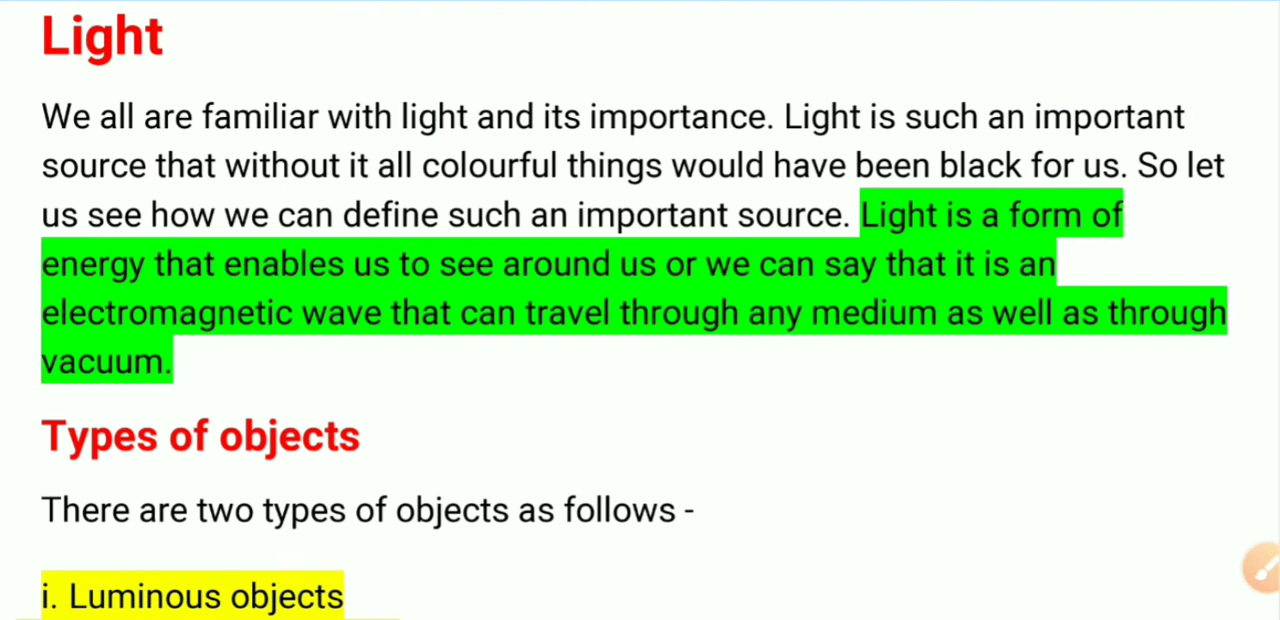 Light
We all are familiar with light and its importance. Light is such an important
source that without it all colourful things would have been black for us. So let
us see how we can define such an important source. Light is a form of
energy that enables us to see around us or we can say that it is an
electromagnetic wave that can travel through any medium as well as through
vacuum.
Types of objects
There are two types of objects as follows -
i. Luminous objects